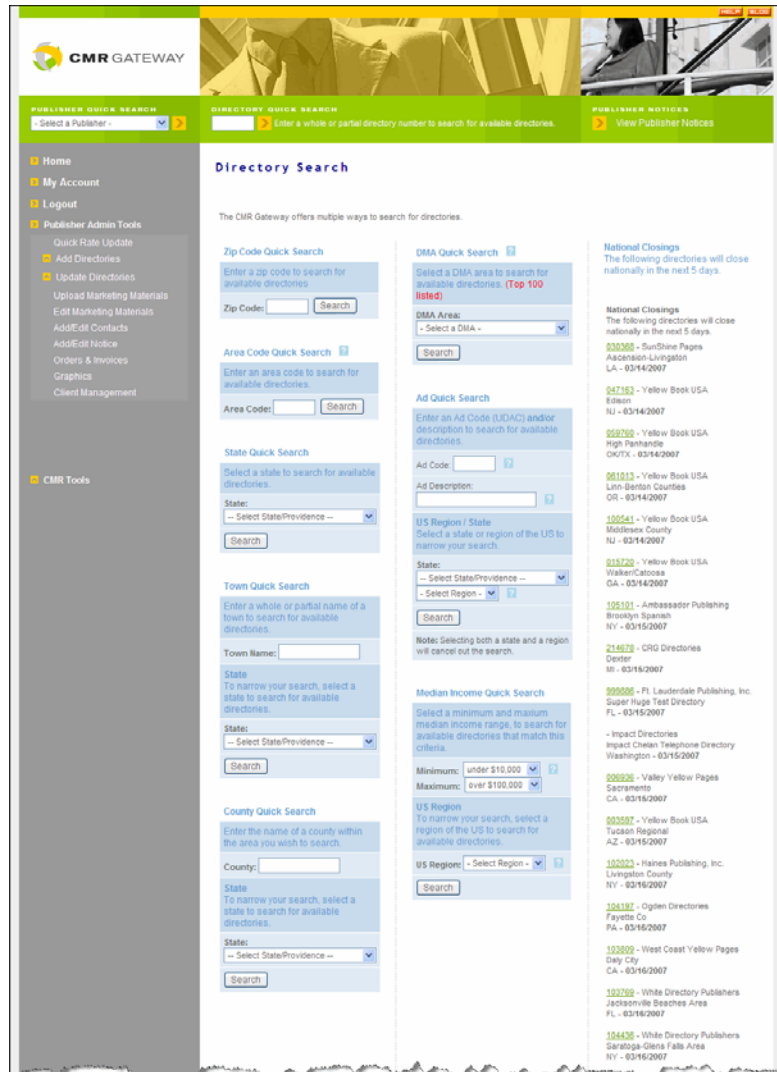 HELP BLOG
CMR GATEWAY
PUBLISHER QUICK SEARCH
- Select a Publisher -
DIRECTORY QUICK SEARCH
Enter a whole or partial directory number to search for available directories.
PUBLISHER NOTICES
View Publisher Notices
Home
My Account
Logout
Publisher Admin Tools
Quick Rate Update
Add Directories
Update Directories
Upload Marketing Materials
Edit Marketing Materials
Add/Edit Contacts
Add/Edit Notice
Orders & Invoices
Graphics
Client Management
CMR Tools
Directory Search
The CMR Gateway offers multiple ways to search for directories.
Zip Code Quick Search
Enter a zip code to search for
available directories
Zip Code:
Search
Area Code Quick Search ?
Enter an area code to search for
available directories.
Area Code:
Search
State Quick Search
Select a state to search for available
directories.
State:
-- Select State/Providence --
Search
Town Quick Search
Enter a whole or partial name of a
town to search for available
directories.
Town Name:
State
To narrow your search, select a
state to search for available
directories.
State:
-- Select State/Providence --
Search
County Quick Search
Enter the name of a county within
the area you wish to search.
County:
State
To narrow your search, select a
state to search for available
directories.
State:
-- Select State/Providence --
Search
DMA Quick Search ?
Select a DMA area to search for
available directories. (Top 100
listed)
DMA Area:
- Select a DMA -
Search
Ad Quick Search
Enter an Ad Code (UDAC) and/or
description to search for available
directories.
Ad Code: ?
Ad Description:
?
US Region / State
Select a state or region of the US to
narrow your search.
State:
-- Select State/Providence --
- Select Region - ?
Search
Note: Selecting both a state and a region
will cancel out the search.
Median Income Quick Search
Select a minimum and maxium
median income range, to search for
available directories that match this
criteria.
Minimum: under $10,000 ?
Maximum: over $100,000
US Region
To narrow your search, select a
region of the US to search for
available directories.
US Region: - Select Region - ?
Search
National Closings
The following directories will close
nationally in the next 5 days.
National Closings
The following directories will close
nationally in the next 5 days.
030368 - SunShine Pages
Ascension-Livingston
LA - 03/14/2007
047163 - Yellow Book USA
Edison
NJ - 03/14/2007
059760 - Yellow Book USA
High Panhandle
OK/TX - 03/14/2007
061013 - Yellow Book USA
Linn-Benton Counties
OR - 03/14/2007
100541 - Yellow Book USA
Middlesex County
NJ - 03/14/2007
015720 - Yellow Book USA
Walker/Catoosa
GA - 03/14/2007
105101 - Ambassador Publishing
Brooklyn Spanish
NY - 03/15/2007
214678 - CRG Directories
Dexter
MI - 03/15/2007
- Ft. Lauderdale Publishing, Inc.
Super Huge Test Directory
FL - 03/15/2007
- Impact Directories
Impact Chelan Telephone Directory
Washington - 03/15/2007
006936 - Valley Yellow Pages
Sacramento
CA - 03/15/2007
003597 - Yellow Book USA
Tucson Regional
AZ - 03/15/2007
102023 - Haines Publishing, Inc.
Livingston County
NY - 03/16/2007
104197 - Ogden Directories
Fayette Co
PA - 03/16/2007
103809 - West Coast Yellow Pages
Daly City
CA - 03/16/2007
103769 - White Directory Publishers
Jacksonville Beaches Area
FL - 03/16/2007
104436 - White Directory Publishers
Saratoga-Glens Falls Area
NY - 03/16/2007